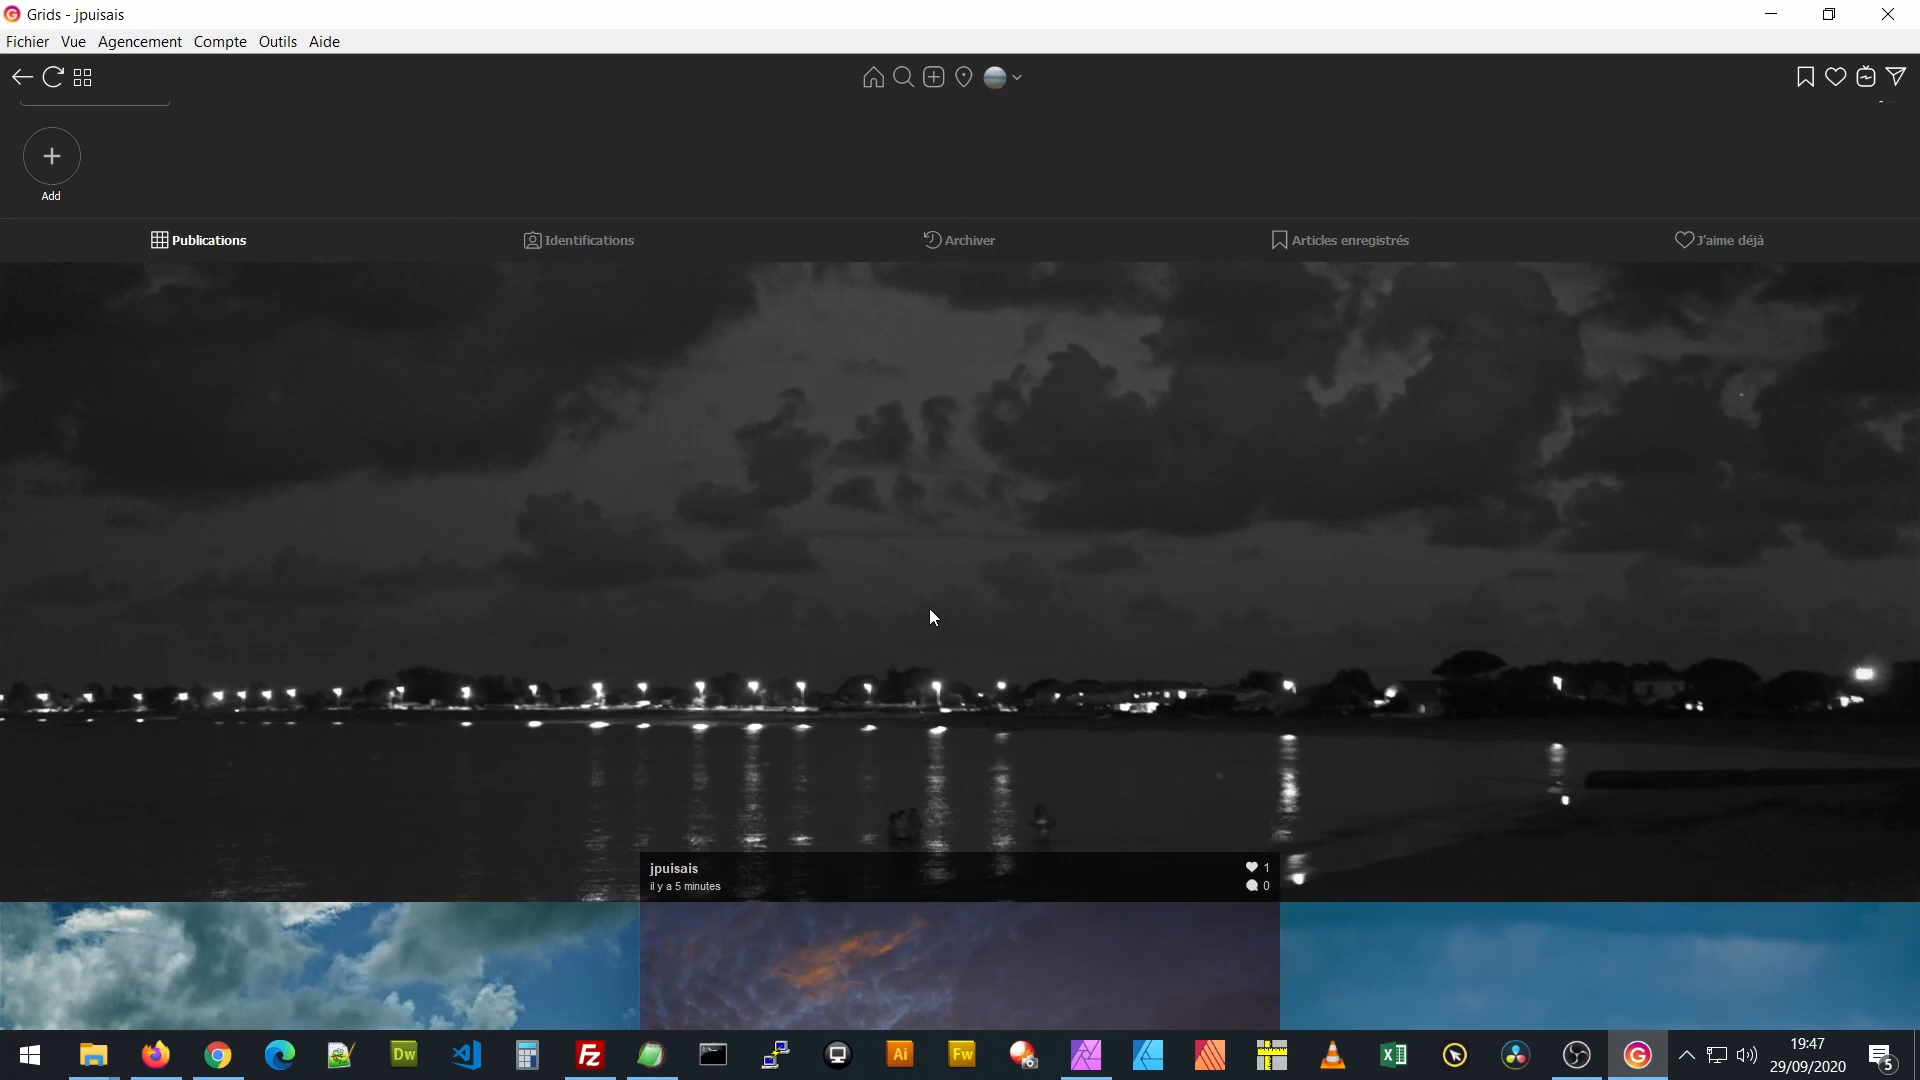 Grids - jpuisais
Fichier Vue Agencement Compte Outils Aide
Add
Publications Identifications Archiver Articles enregistrés J'aime déjà
jpuisais 1
il y a 5 minutes 0
Dw Fz Ai Fw
19:47
29/09/2020
5